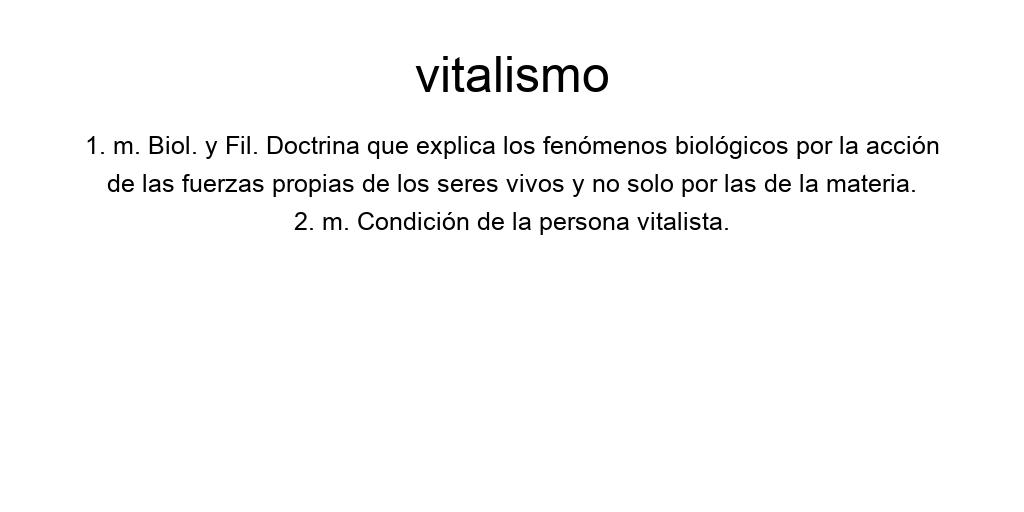 vitalismo
1. m. Biol. y Fil. Doctrina que explica los fenómenos biológicos por la acción
de las fuerzas propias de los seres vivos y no solo por las de la materia.
2. m. Condición de la persona vitalista.